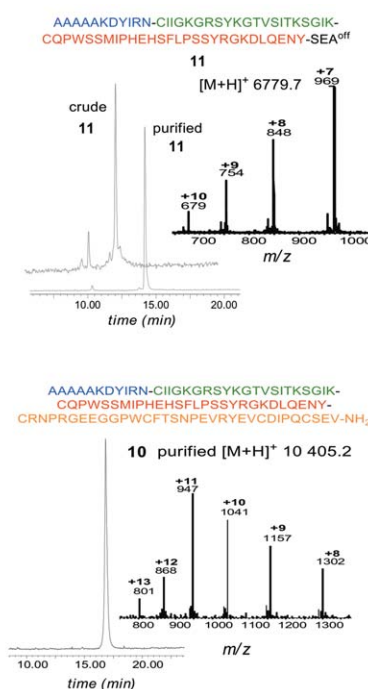 AAAAAKDYIRN-CIIGKGRSYKGTVSITKSGIK-
CQPWSSMIPHEHSFLPSSYRGKDLQENY-SEAoff
11
[M+H]+ 6779.7
+7
969
crude
11
purified
11
+8
848
+9
754
+10
679
700 800 900 1000
m/z
10.00 15.00 20.00
time (min)
AAAAAKDYIRN-CIIGKGRSYKGTVSITKSGIK-
CQPWSSMIPHEHSFLPSSYRGKDLQENY-
CRNPRGEEGGPWCFTSNPEVRYEVCDIPQCSEV-NH2
10 purified [M+H]+ 10 405.2
+11
947
+10
1041
+9
1157
+8
1302
+12
868
+13
801
800 900 1000 1100 1200 1300
m/z
10.00 20.00
time (min)